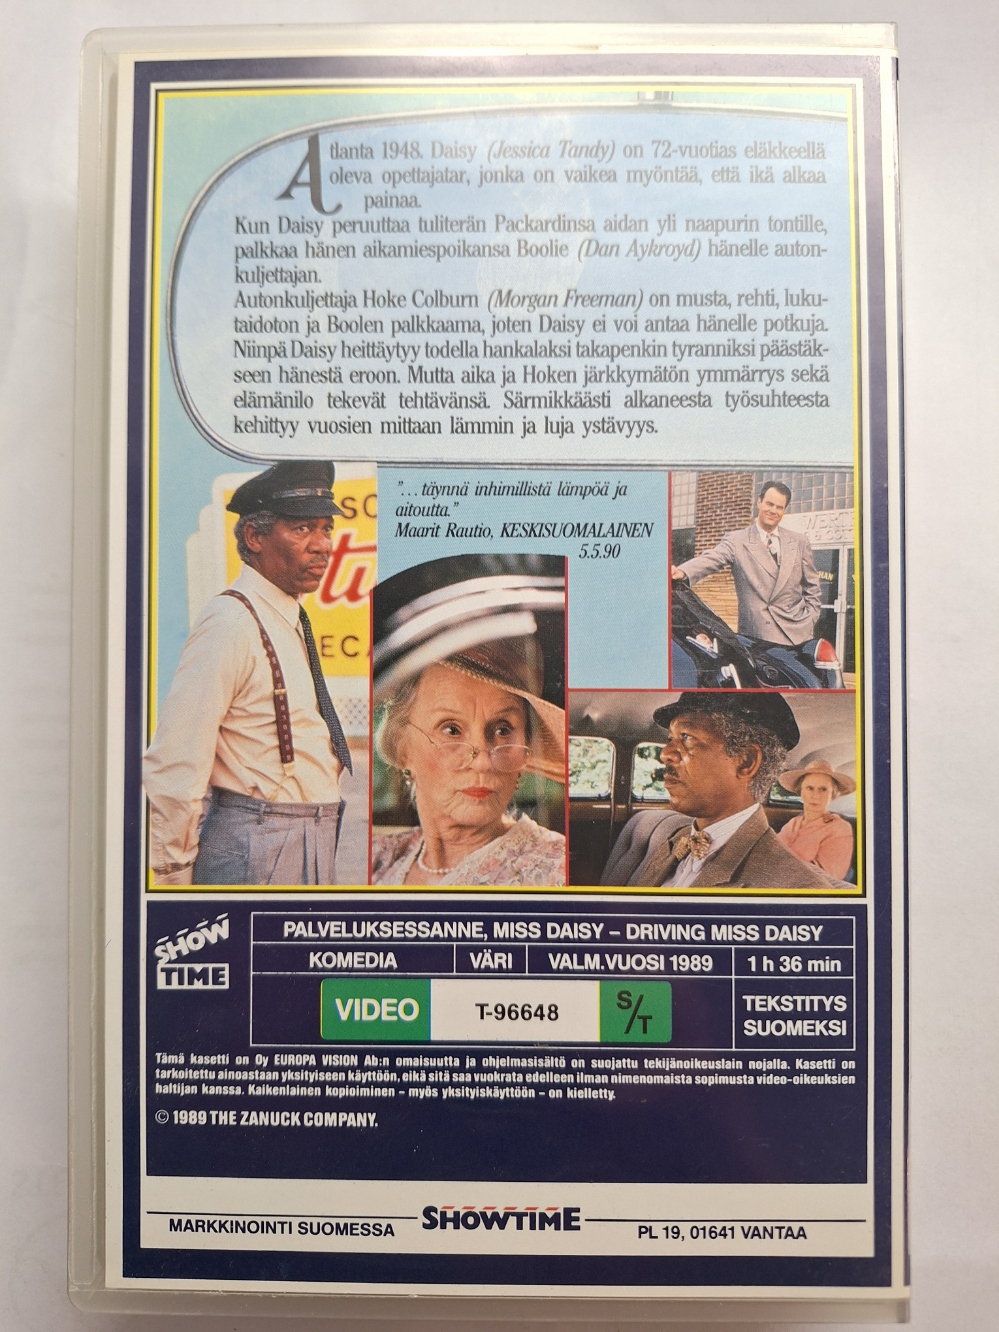 Atlanta 1948. Daisy (Jessica Tandy) on 72-vuotias eläkkeellä
oleva opettajatar, jonka on vaikea myöntää, että ikä alkaa
painaa.
Kun Daisy peruuttaa tuliterän Packardinsa aidan yli naapurin tontille,
palkkaa hänen aikamiespoikansa Boolie (Dan Aykroyd) hänelle auton-
kuljettajan.
Autonkuljettaja Hoke Colburn (Morgan Freeman) on musta, rehti, luku-
taidoton ja Boolen palkkaama, joten Daisy ei voi antaa hänelle potkuja.
Niinpä Daisy heittäytyy todella hankalaksi takapenkin tyranniksi päästäk-
seen hänestä eroon. Mutta aika ja Hoken järkkymätön ymmärrys sekä
elämänilo tekevät tehtävänsä. Särmikkäästi alkaneesta työsuhteesta
kehittyy vuosien mittaan lämmin ja luja ystävyys.
"...täynnä inhimillistä lämpöä ja
aitoutta."
Maarit Rautio, KESKISUOMALAINEN
5.5.90
SHOW
TIME
PALVELUKSESSANNE, MISS DAISY – DRIVING MISS DAISY
KOMEDIA VÄRI VALM.VUOSI 1989 1 h 36 min
VIDEO T-96648 S/T
TEKSTITYS
SUOMEKSI
Tämä kasetti on Oy EUROPA VISION Ab:n omaisuutta ja ohjelmasisältö on suojattu tekijänoikeuslain nojalla. Kasetti on
tarkoitettu ainoastaan yksityiseen käyttöön, eikä sitä saa vuokrata edelleen ilman nimenomaista sopimusta video-oikeuksien
haltijan kanssa. Kaikenlainen kopioiminen – myös yksityiskäyttöön – on kielletty.
© 1989 THE ZANUCK COMPANY.
MARKKINOINTI SUOMESSA SHOWTIME PL 19, 01641 VANTAA